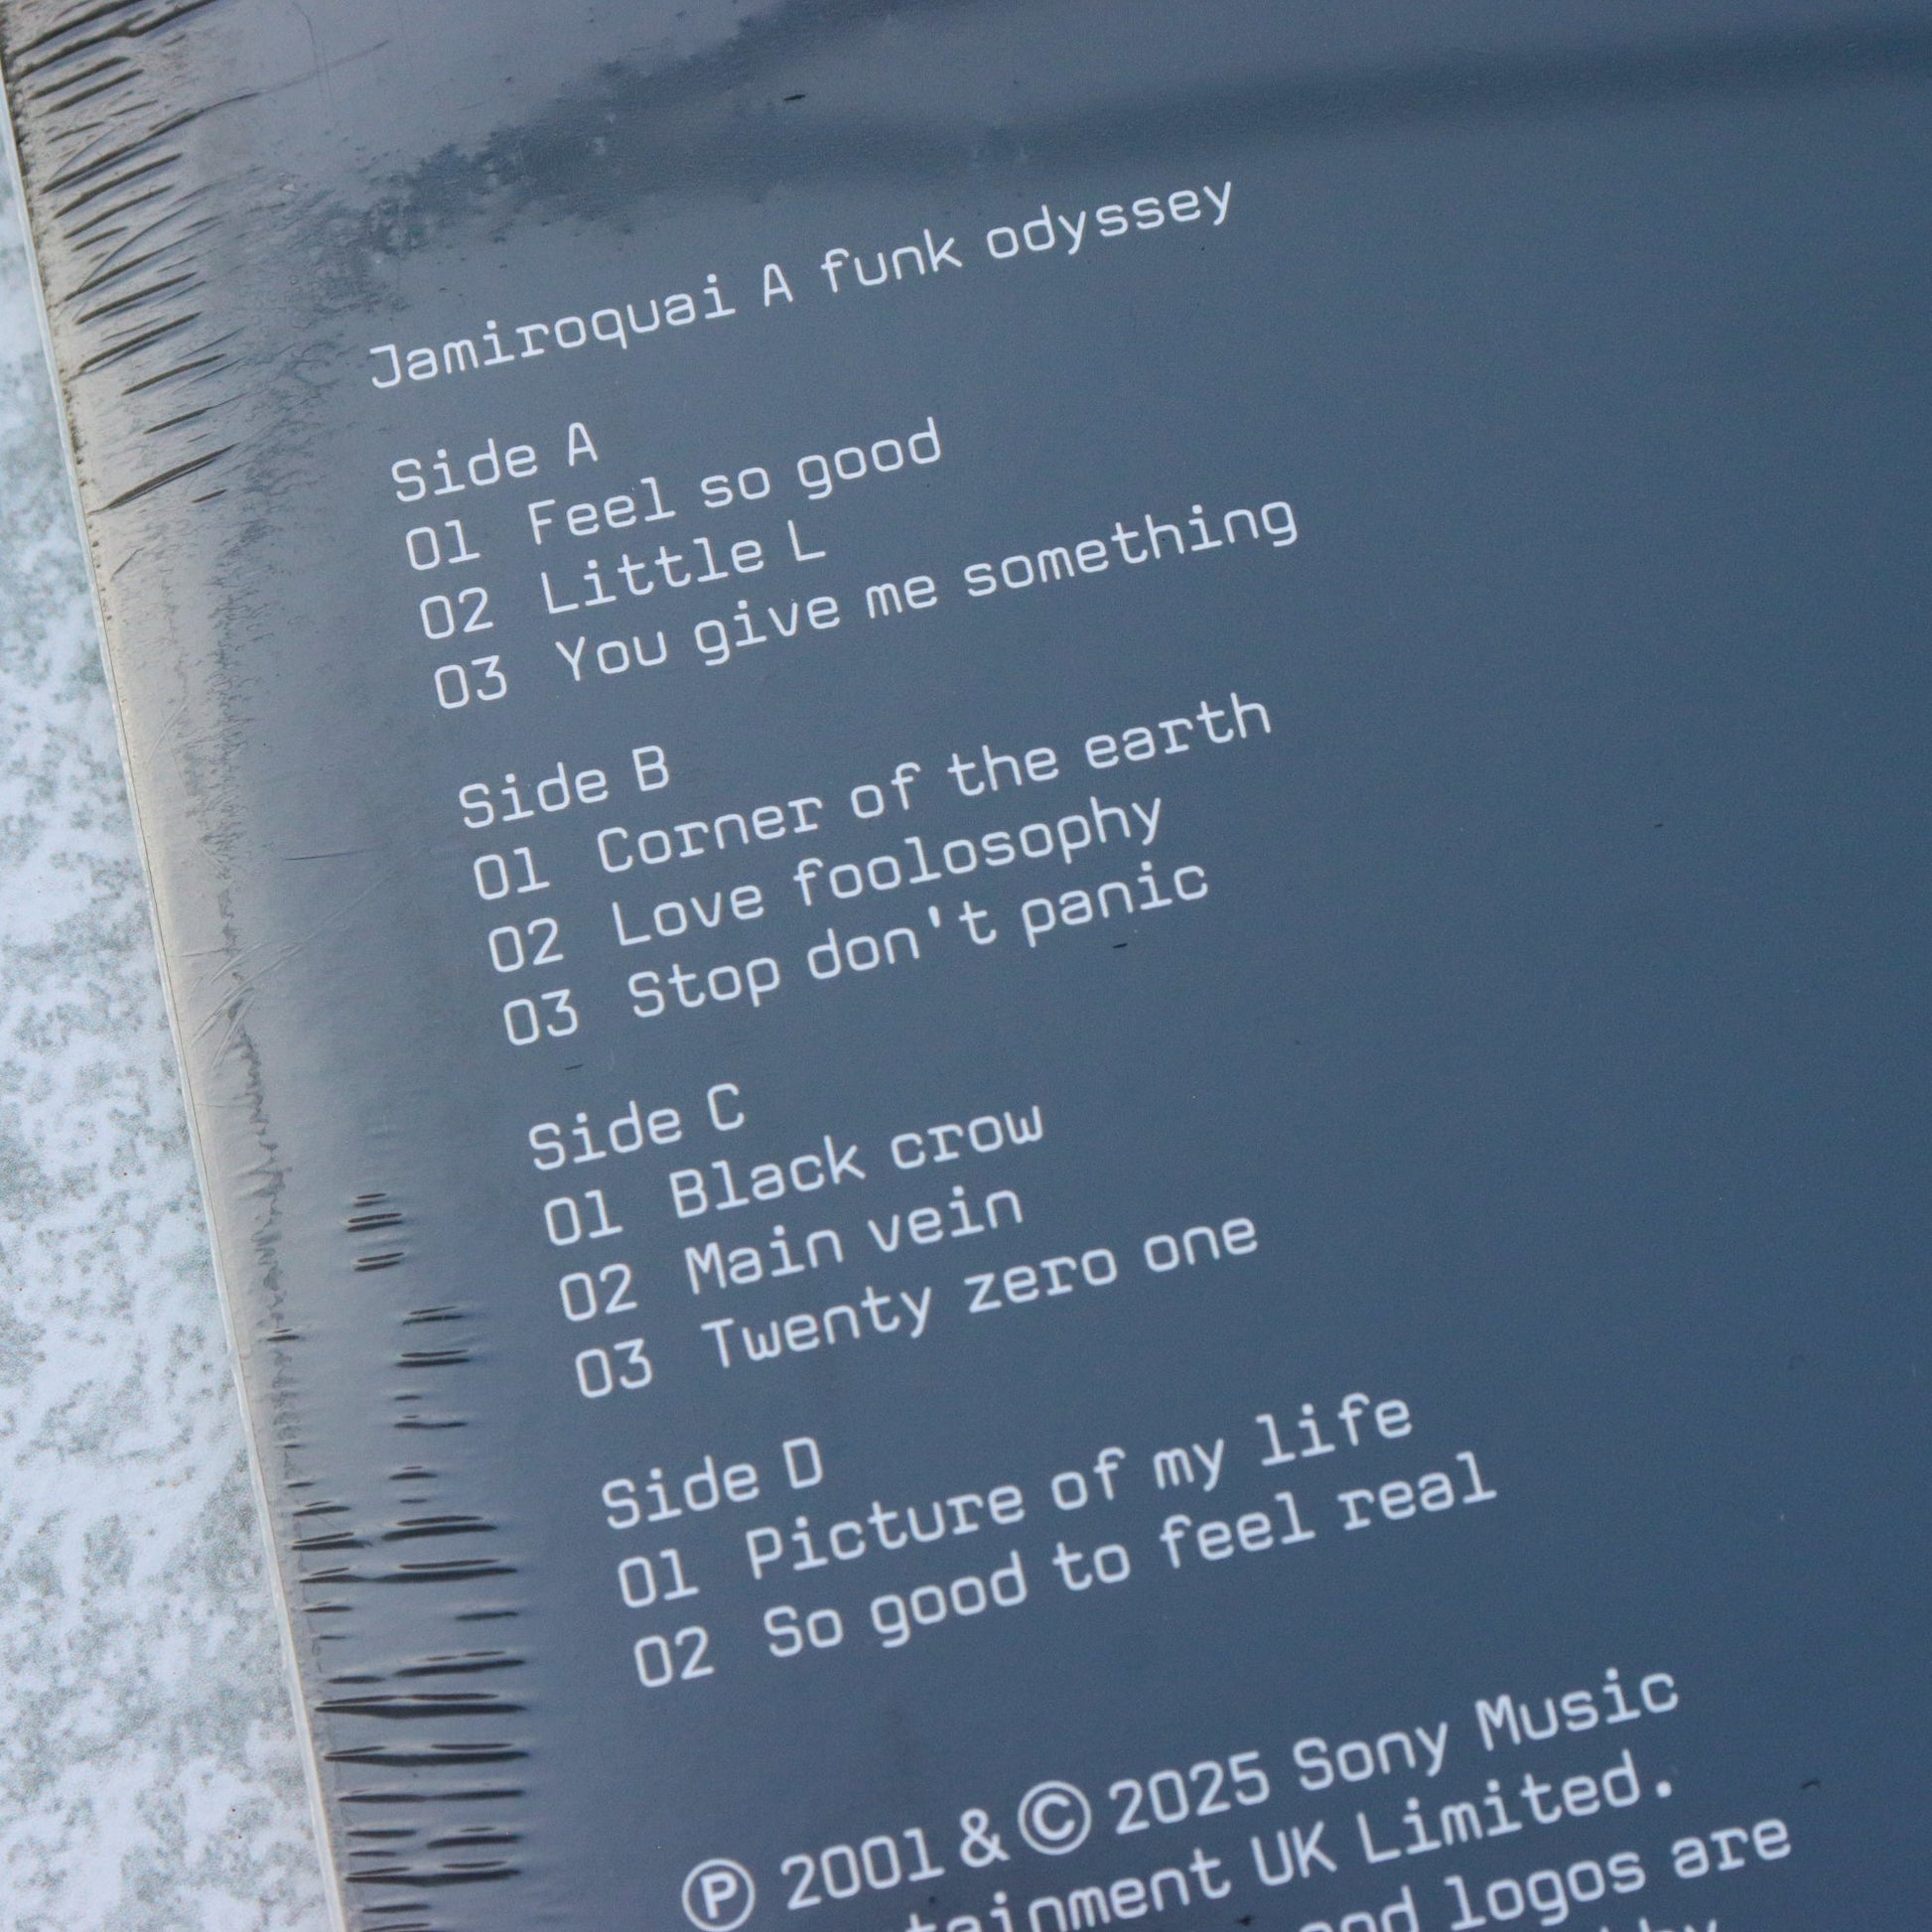 Jamiroquai A funk odyssey
Side A
01 Feel so good
02 Little L
03 You give me something
Side B
01 Corner of the earth
02 Love foolosophy
03 Stop don't panic
Side C
01 Black crow
02 Main vein
03 Twenty zero one
Side D
01 Picture of my life
02 So good to feel real
℗ 2001 & © 2025 Sony Music
tainment UK Limited.
and logos are
by